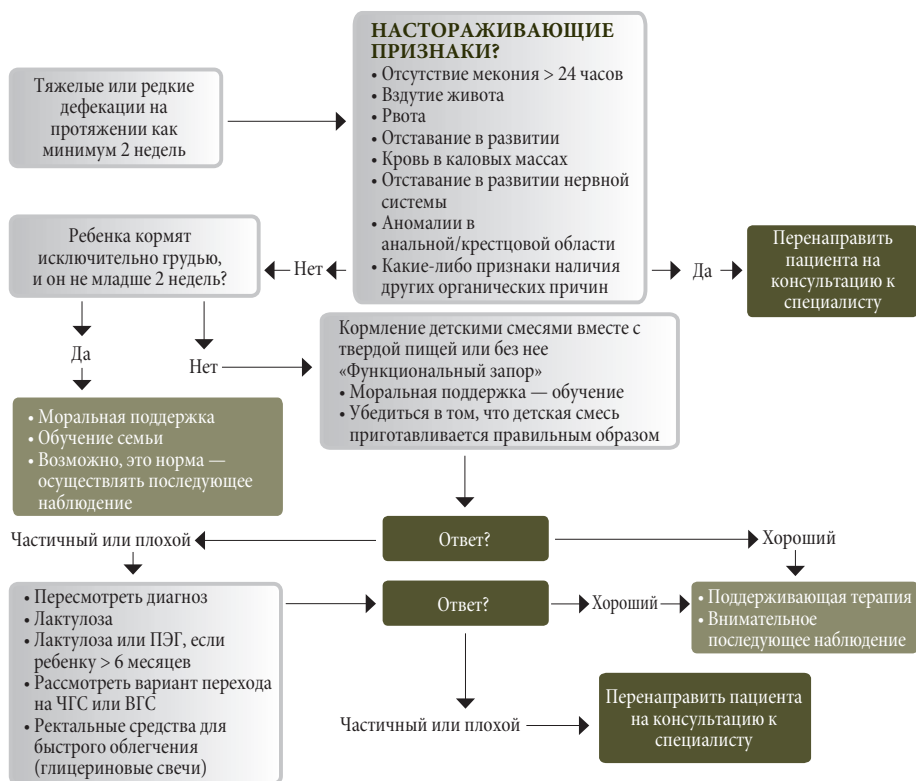 Тяжелые или редкие
дефекации на
протяжении как
минимум 2 недель
НАСТОРАЖИВАЮЩИЕ
ПРИЗНАКИ?
• Отсутствие мекония > 24 часов
• Вздутие живота
• Рвота
• Отставание в развитии
• Кровь в каловых массах
• Отставание в развитии нервной
системы
• Аномалии в
анальной/крестцовой области
• Какие-либо признаки наличия
других органических причин
Ребенка кормят
исключительно грудью,
и он не младше 2 недель?
Нет
Да
Перенаправить
пациента на
консультацию к
специалисту
Да
Нет
Кормление детскими смесями вместе с
твердой пищей или без нее
«Функциональный запор»
• Моральная поддержка — обучение
• Убедиться в том, что детская смесь
приготавливается правильным образом
• Моральная поддержка
• Обучение семьи
• Возможно, это норма —
осуществлять последующее
наблюдение
Частичный или плохой
Ответ?
Хороший
• Пересмотреть диагноз
• Лактулоза
• Лактулоза или ПЭГ, если
ребенку > 6 месяцев
• Рассмотреть вариант перехода
на ЧГС или ВГС
• Ректальные средства для
быстрого облегчения
(глицериновые свечи)
Ответ?
Хороший
• Поддерживающая терапия
• Внимательное
последующее наблюдение
Частичный или плохой
Перенаправить пациента
на консультацию к
специалисту